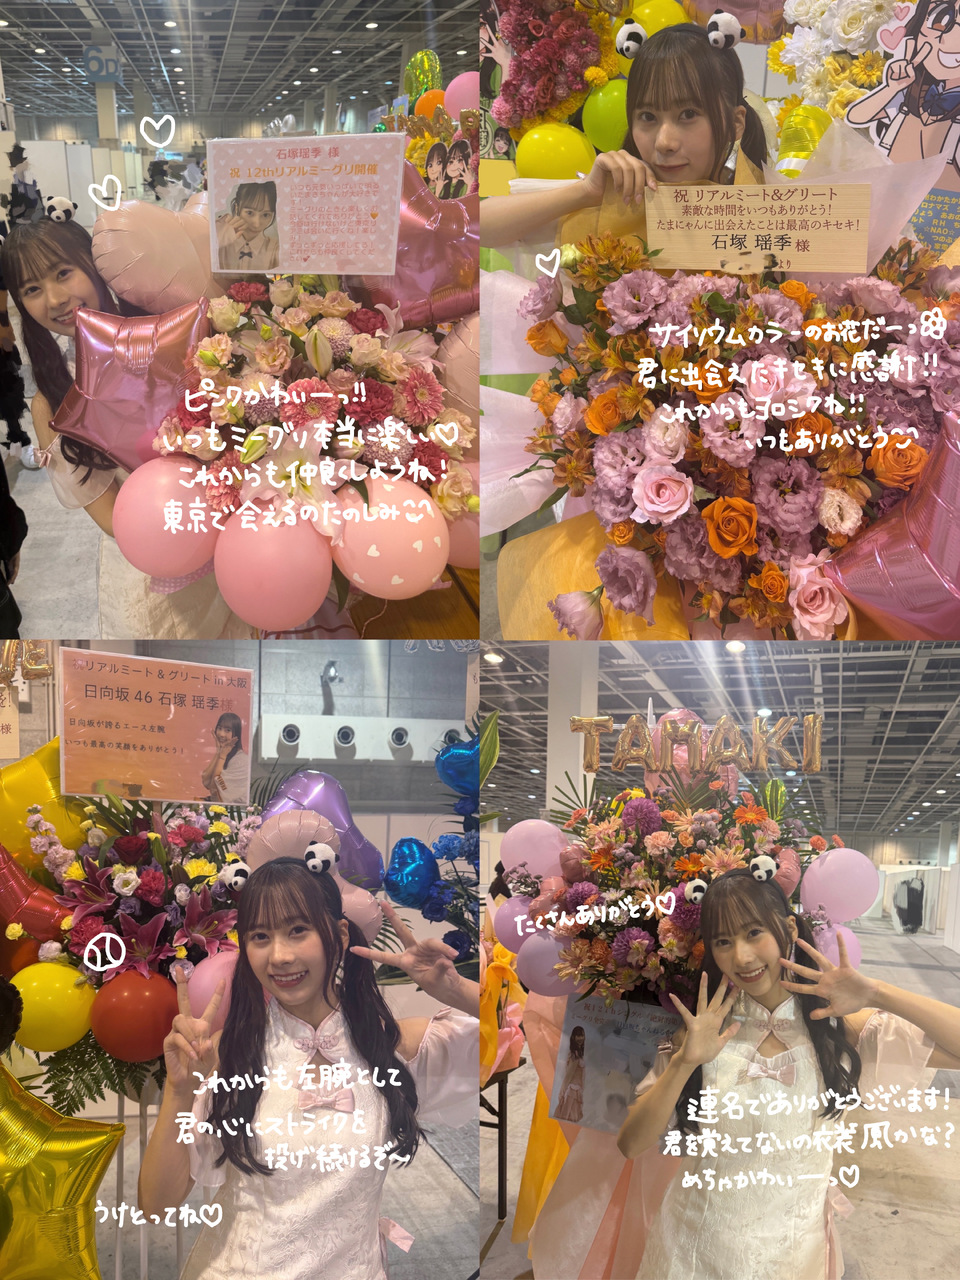 6D
石塚瑶季 様
祝 12thリアルミーグリ開催
ピンクかわいーっ!!
いつもミーグリ本当に楽しい♡
これからも仲良くしようね!
東京で会えるのたのしみ
祝 リアルミート&グリート
素敵な時間をいつもありがとう!
たまにゃんに出会えたことは最高のキセキ!
石塚 瑶季 様
より
サイリウムカラーのお花だーっ
君に出会えたキセキに感謝!!
これからもヨロシクね!!
いつもありがとう
祝リアルミート & グリート in 大阪
日向坂 46 石塚 瑶季様
日向坂が誇るエース左腕
いつも最高の笑顔をありがとう!
これからも左腕として
君の心にストライクを
投げ続けるぞ〜
うけとってね♡
TAMAKI
たくさんありがとう♡
連名でありがとうございます!
君を覚えてないの衣装風かな?
めちゃかわいーっ♡